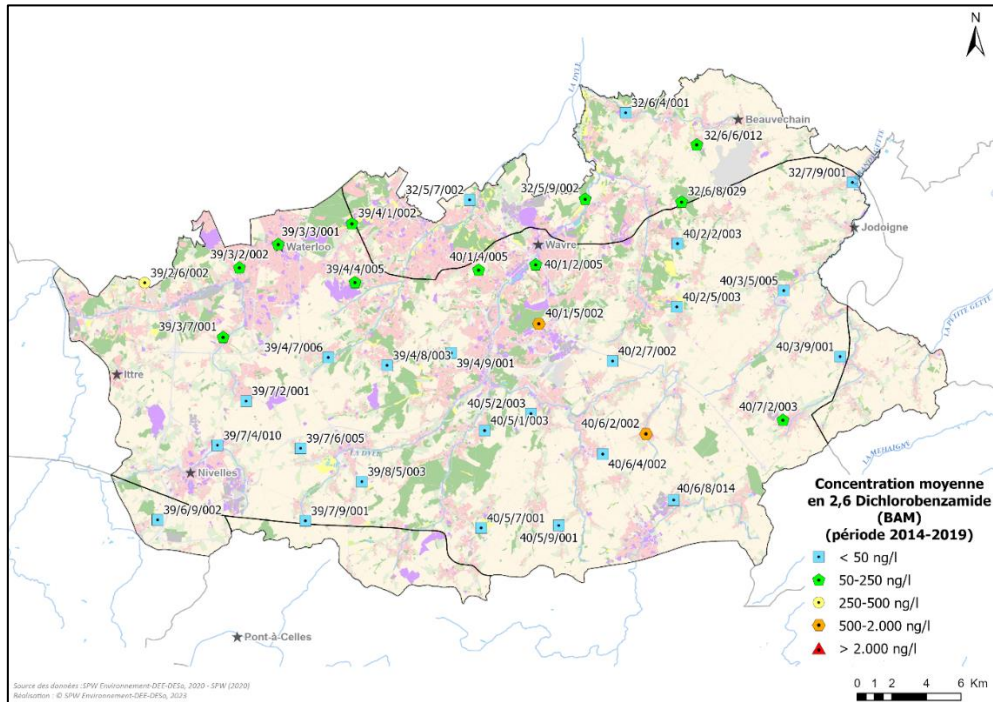 N
LA DYLE
32/6/4/001
Beauvechain
32/6/6/012
32/5/7/002
32/5/9/002
32/6/8/029
32/7/9/001
39/4/1/002
39/3/3/001
Waterloo
Wavre
40/2/2/003
Jodoigne
39/3/2/002
39/2/6/002
39/4/4/005
40/1/4/005
40/1/2/005
40/3/5/005
40/2/5/003
LA PETITE GETTE
39/3/7/001
40/1/5/002
39/4/7/006
39/4/8/003
39/4/9/001
40/2/7/002
40/3/9/001
Ittre
39/7/2/001
40/5/2/003
40/5/1/003
40/6/2/002
40/7/2/003
39/7/4/010
39/7/6/005
LA DYLE
40/6/4/002
LA MEHAIGNE
Nivelles
39/8/5/003
40/6/8/014
39/6/9/002
39/7/9/001
40/5/7/001
40/5/9/001
Pont-à-Celles
Concentration moyenne
en 2,6 Dichlorobenzamide
(BAM)
(période 2014-2019)
< 50 ng/l
50-250 ng/l
250-500 ng/l
500-2.000 ng/l
> 2.000 ng/l
0 1 2 4 6 Km
Source des données :SPW Environnement-DEE-DESo, 2020 - SPW (2020)
Réalisation : © SPW Environnement-DEE-DESo, 2023